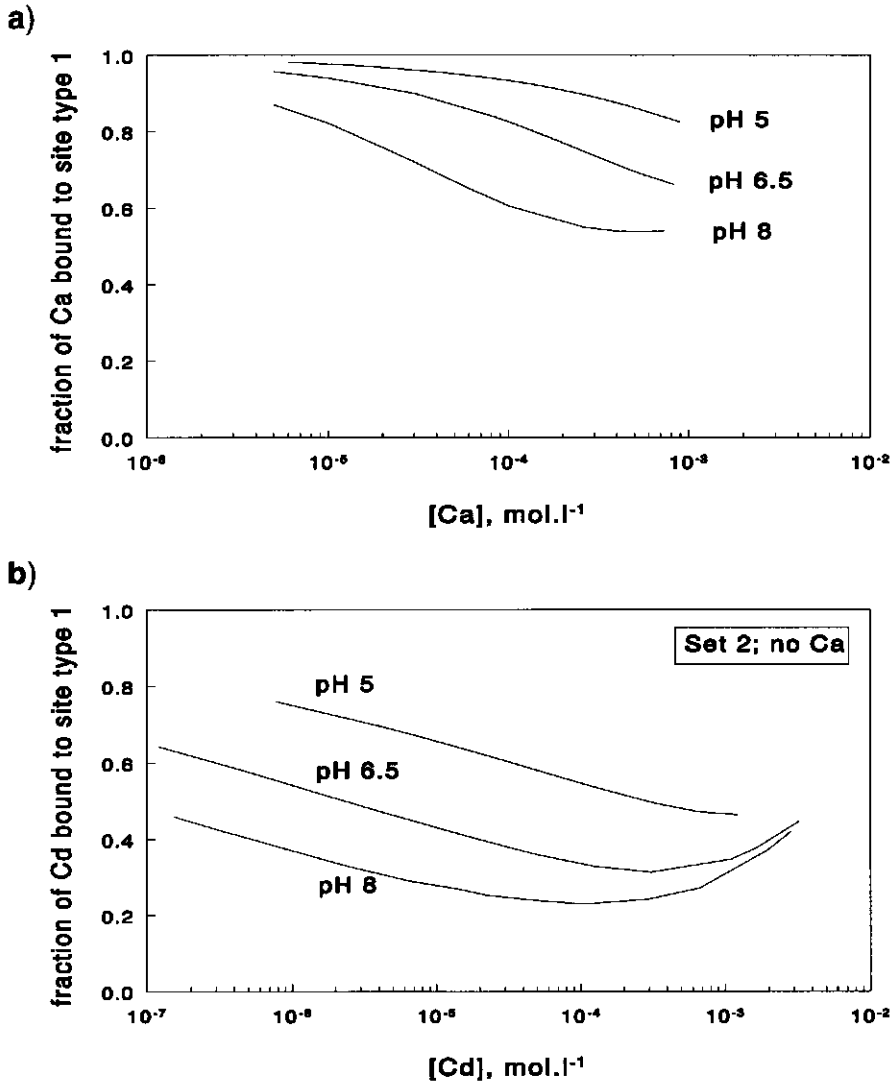 a)
fraction of Ca bound to site type 1
1.0
0.8
0.6
0.4
0.2
0.0
pH 5
pH 6.5
pH 8
10⁻⁶ 10⁻⁵ 10⁻⁴ 10⁻³ 10⁻²
[Ca], mol.l⁻¹
b)
fraction of Cd bound to site type 1
1.0
0.8
0.6
0.4
0.2
0.0
Set 2; no Ca
pH 5
pH 6.5
pH 8
10⁻⁷ 10⁻⁶ 10⁻⁵ 10⁻⁴ 10⁻³ 10⁻²
[Cd], mol.l⁻¹